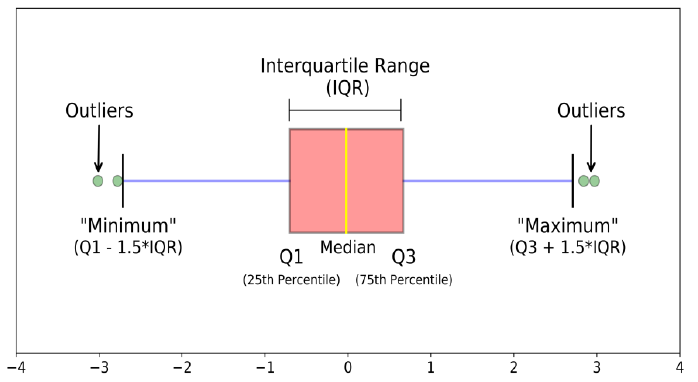 Interquartile Range
(IQR)
Outliers
Outliers
"Minimum"
(Q1 - 1.5*IQR)
"Maximum"
(Q3 + 1.5*IQR)
Median
Q1
Q3
(25th Percentile)
(75th Percentile)
−4
−3
−2
−1
0
1
2
3
4